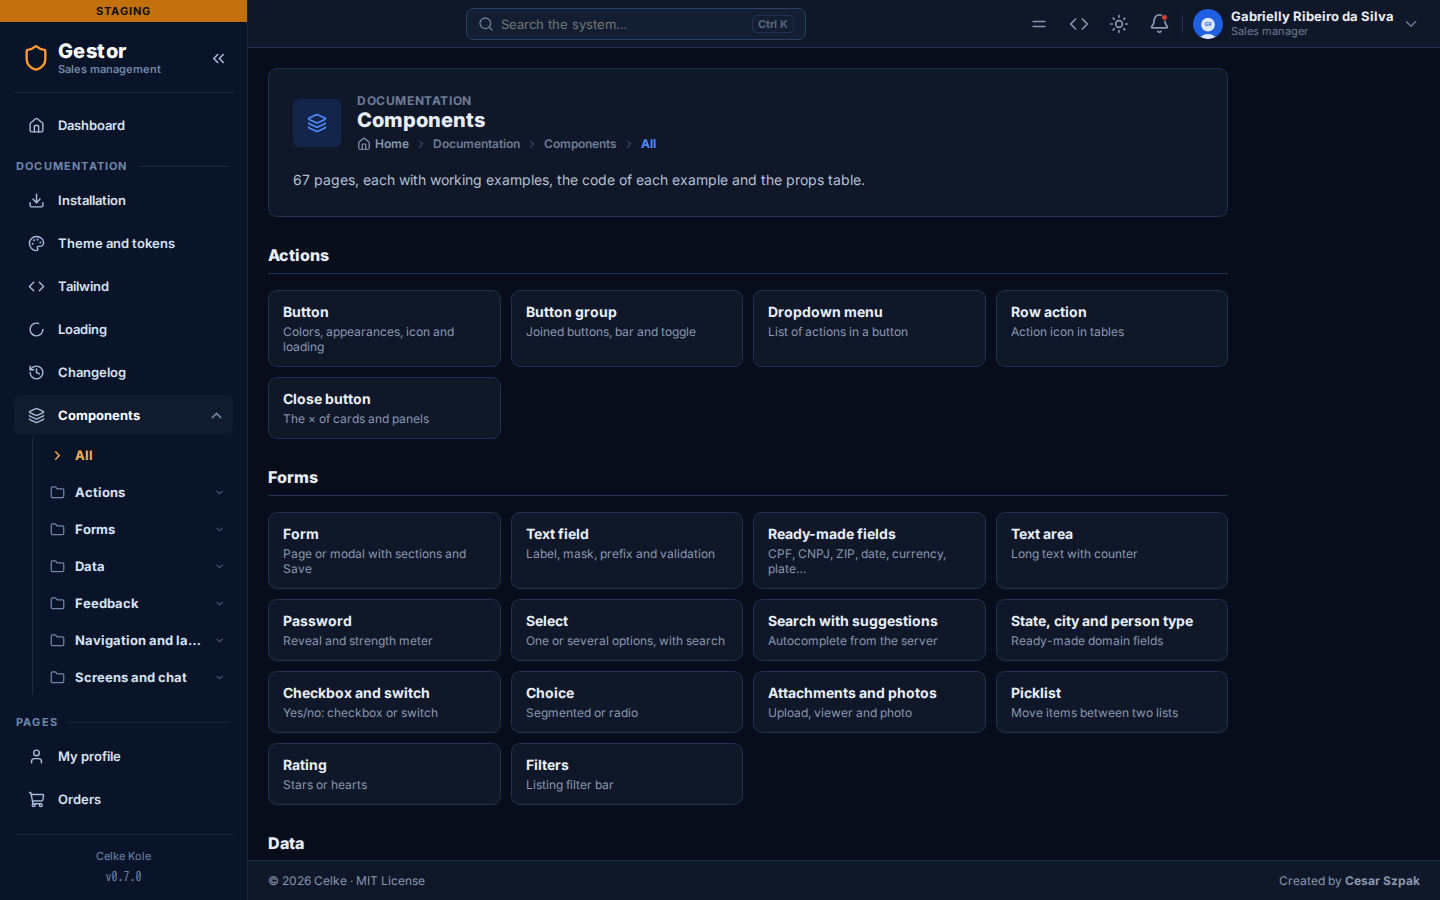 STAGING
Gestor
Sales management
Dashboard
DOCUMENTATION
Installation
Theme and tokens
Tailwind
Loading
Changelog
Components
All
Actions
Forms
Data
Feedback
Navigation and la...
Screens and chat
PAGES
My profile
Orders
Celke Kole
v0.7.0
Search the system...
Ctrl K
Gabrielly Ribeiro da Silva
Sales manager
DOCUMENTATION
Components
Home > Documentation > Components > All
67 pages, each with working examples, the code of each example and the props table.
Actions
Button
Colors, appearances, icon and
loading
Button group
Joined buttons, bar and toggle
Dropdown menu
List of actions in a button
Row action
Action icon in tables
Close button
The × of cards and panels
Forms
Form
Page or modal with sections and
Save
Text field
Label, mask, prefix and validation
Ready-made fields
CPF, CNPJ, ZIP, date, currency,
plate...
Text area
Long text with counter
Password
Reveal and strength meter
Select
One or several options, with search
Search with suggestions
Autocomplete from the server
State, city and person type
Ready-made domain fields
Checkbox and switch
Yes/no: checkbox or switch
Choice
Segmented or radio
Attachments and photos
Upload, viewer and photo
Picklist
Move items between two lists
Rating
Stars or hearts
Filters
Listing filter bar
Data
© 2026 Celke · MIT License
Created by Cesar Szpak